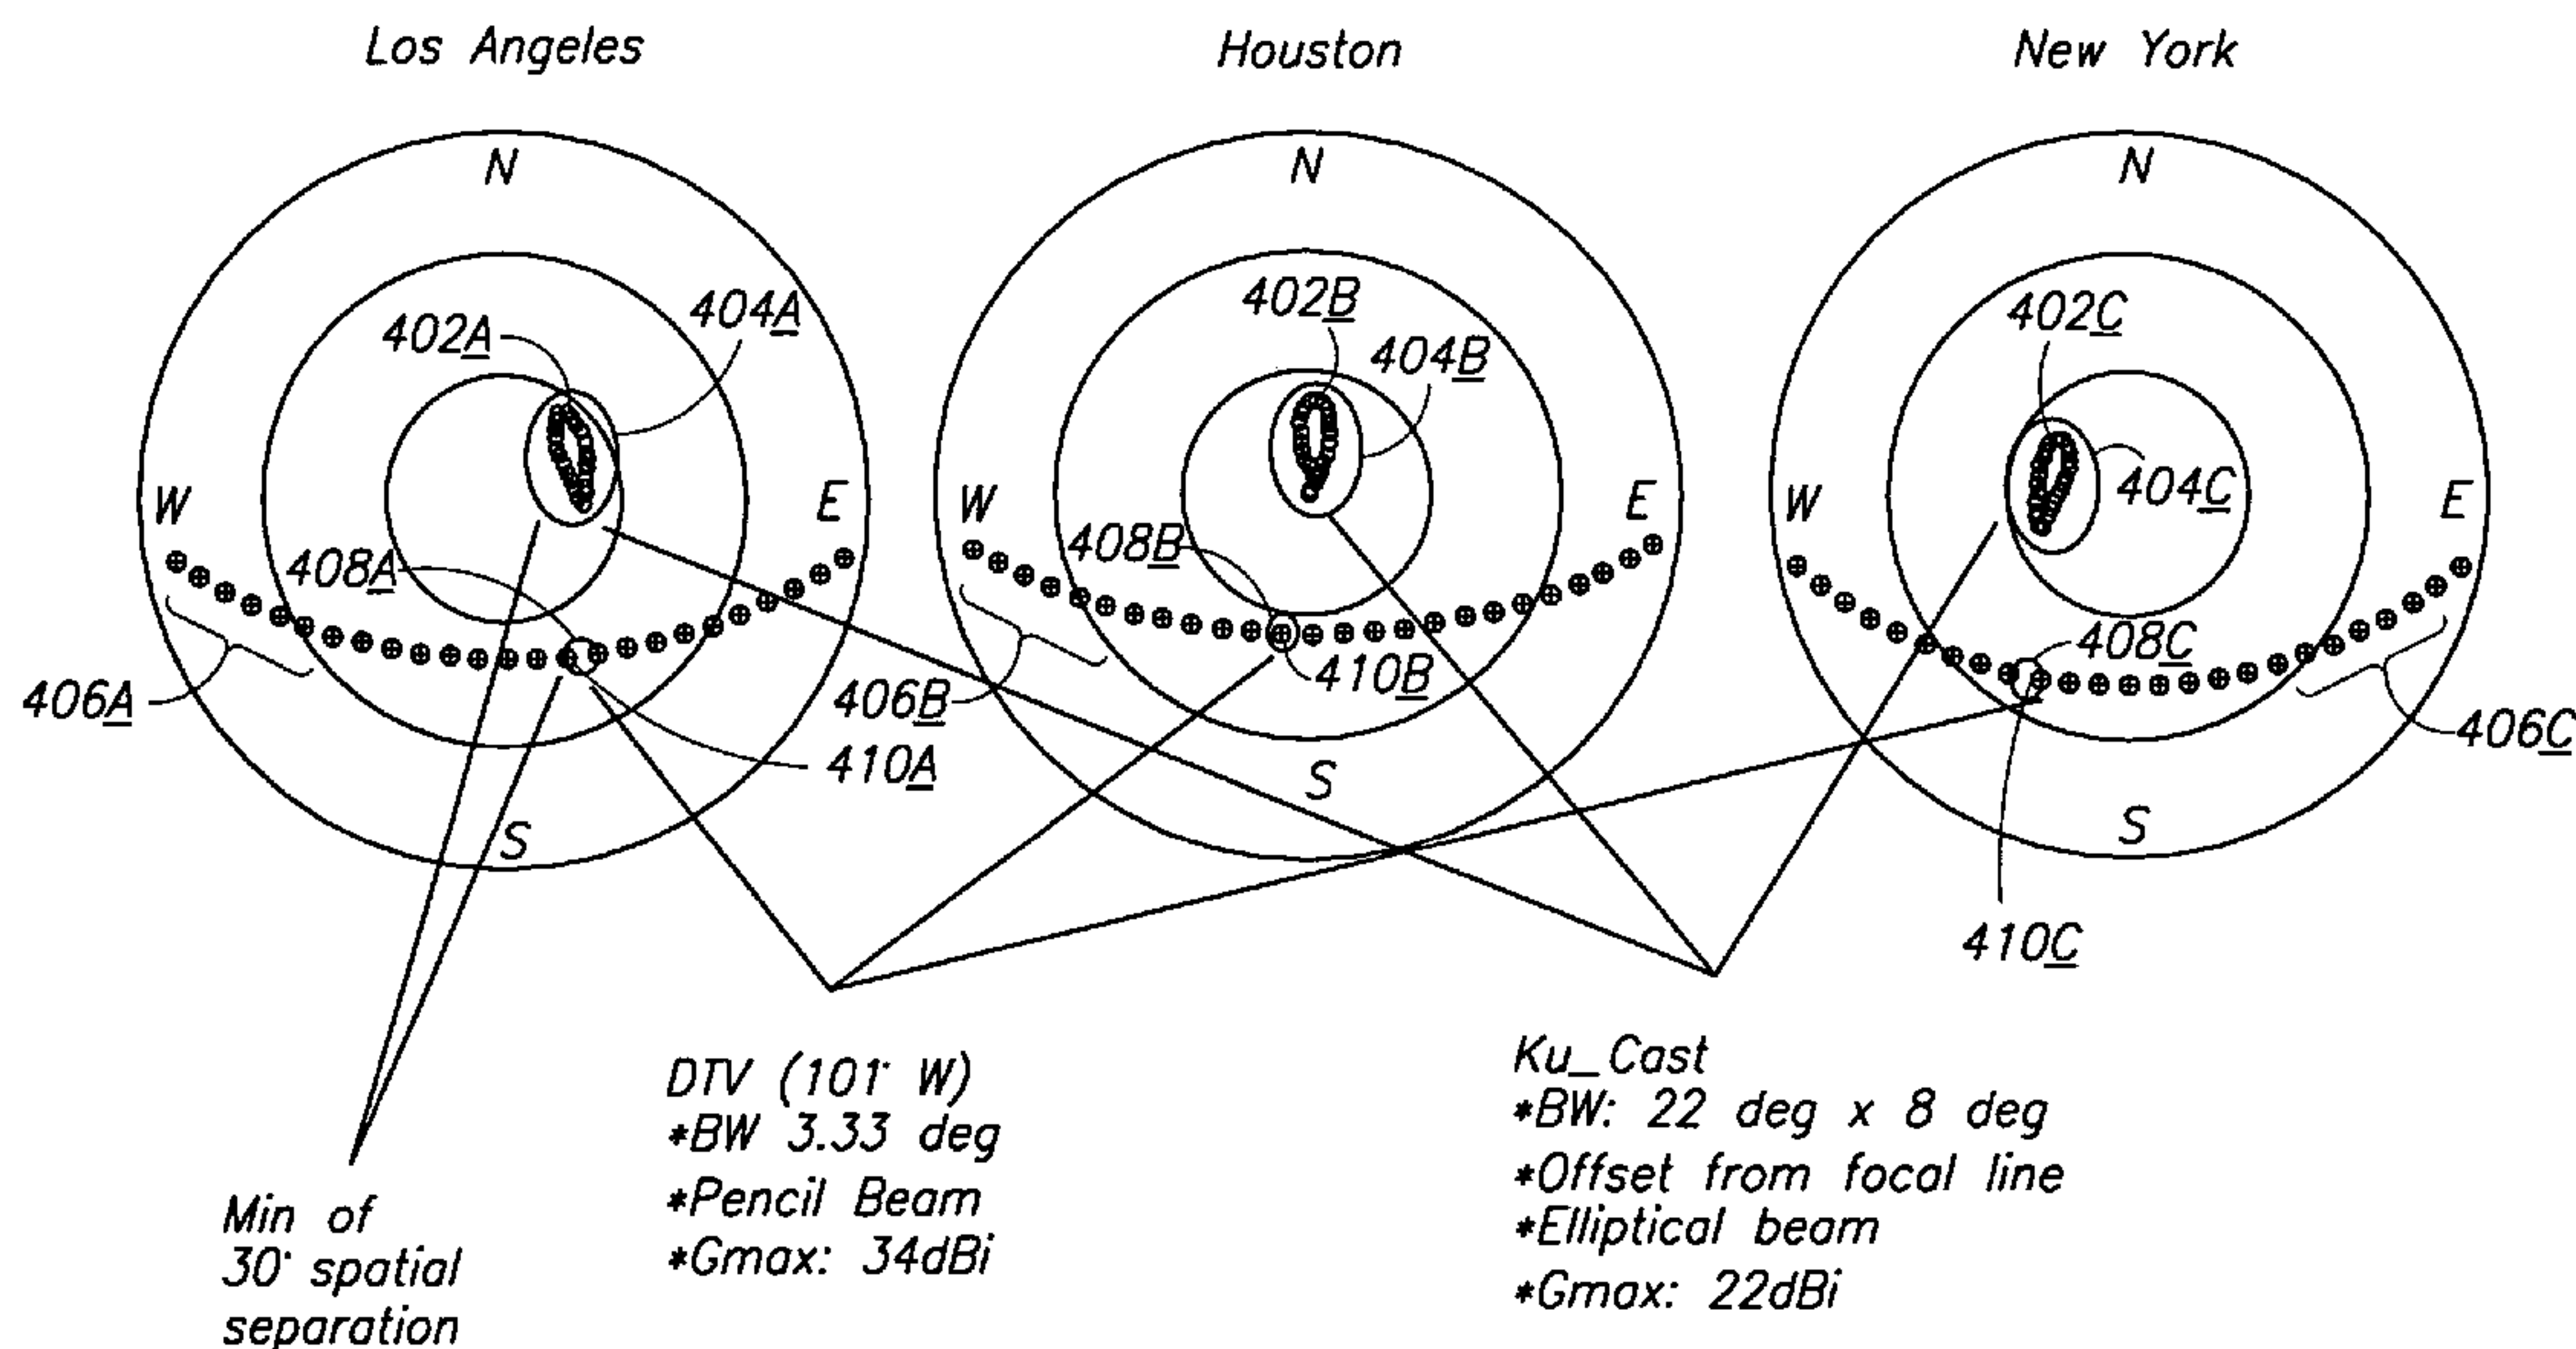 Los Angeles
Houston
New York
N
N
N
402A
404A
402B
404B
402C
404C
W
E
W
E
W
E
408A
408B
408C
406A
406B
410B
406C
410A
S
S
S
410C
DTV (101° W)
*BW 3.33 deg
*Pencil Beam
*Gmax: 34dBi
Ku_Cast
*BW: 22 deg x 8 deg
*Offset from focal line
*Elliptical beam
*Gmax: 22dBi
Min of
30° spatial
separation